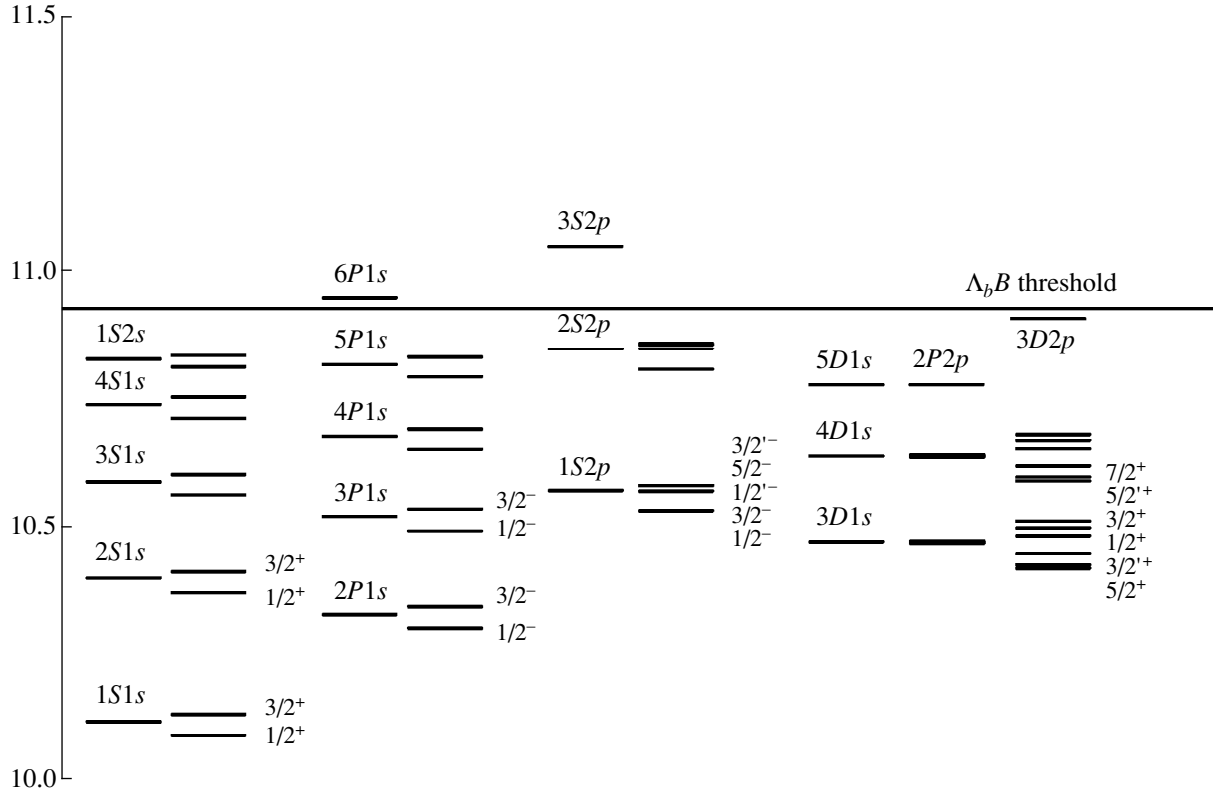 11.5
11.0
10.5
10.0
Λ_bB threshold
1S2s
4S1s
3S1s
2S1s
3/2⁺
1/2⁺
1S1s
3/2⁺
1/2⁺
6P1s
5P1s
4P1s
3P1s
3/2⁻
1/2⁻
2P1s
3/2⁻
1/2⁻
3S2p
2S2p
1S2p
3/2'⁻
5/2⁻
1/2'⁻
3/2⁻
1/2⁻
5D1s
4D1s
3D1s
2P2p
3D2p
7/2⁺
5/2'⁺
3/2⁺
1/2⁺
3/2'⁺
5/2⁺